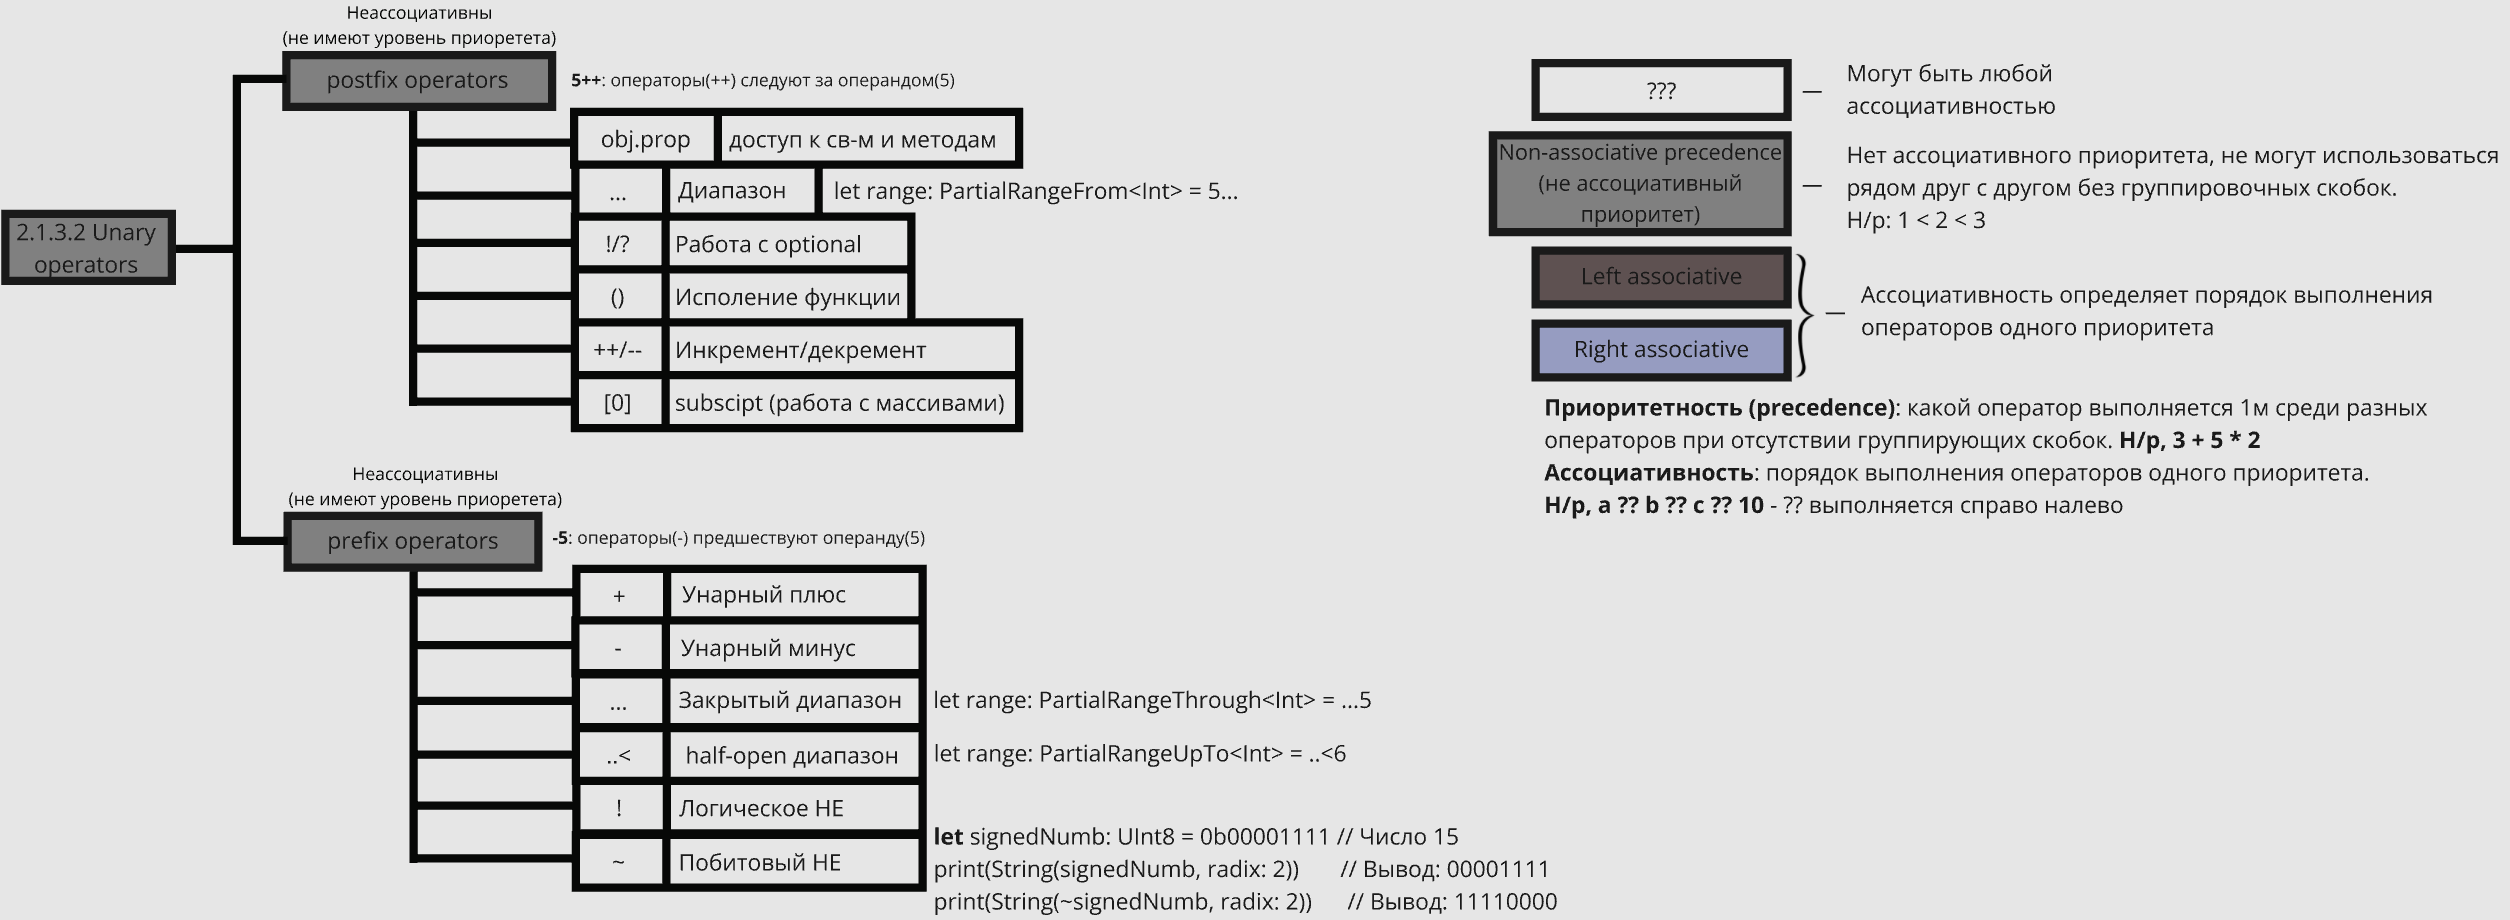 Неассоциативны
(не имеют уровень приоретета)
postfix operators
5++: операторы(++) следуют за операндом(5)
obj.prop
доступ к св-м и методам
...
Диапазон
let range: PartialRangeFrom<Int> = 5...
!/?
Работа с optional
()
Исполение функции
++/--
Инкремент/декремент
[0]
subscipt (работа с массивами)
2.1.3.2 Unary
operators
Неассоциативны
(не имеют уровень приоретета)
prefix operators
-5: операторы(-) предшествуют операнду(5)
+
Унарный плюс
-
Унарный минус
...
Закрытый диапазон
let range: PartialRangeThrough<Int> = ...5
..<
half-open диапазон
let range: PartialRangeUpTo<Int> = ..<6
!
Логическое НЕ
~
Побитовый НЕ
let signedNumb: UInt8 = 0b00001111 // Число 15
print(String(signedNumb, radix: 2)) // Вывод: 00001111
print(String(~signedNumb, radix: 2)) // Вывод: 11110000
???
— Могут быть любой
ассоциативностью
Non-associative precedence
(не ассоциативный
приоритет)
— Нет ассоциативного приоритета, не могут использоваться
рядом друг с другом без группировочных скобок.
Н/р: 1 < 2 < 3
Left associative
Right associative
— Ассоциативность определяет порядок выполнения
операторов одного приоритета
Приоритетность (precedence): какой оператор выполняется 1м среди разных
операторов при отсутствии группирующих скобок. Н/р, 3 + 5 * 2
Ассоциативность: порядок выполнения операторов одного приоритета.
Н/р, a ?? b ?? c ?? 10 - ?? выполняется справо налево